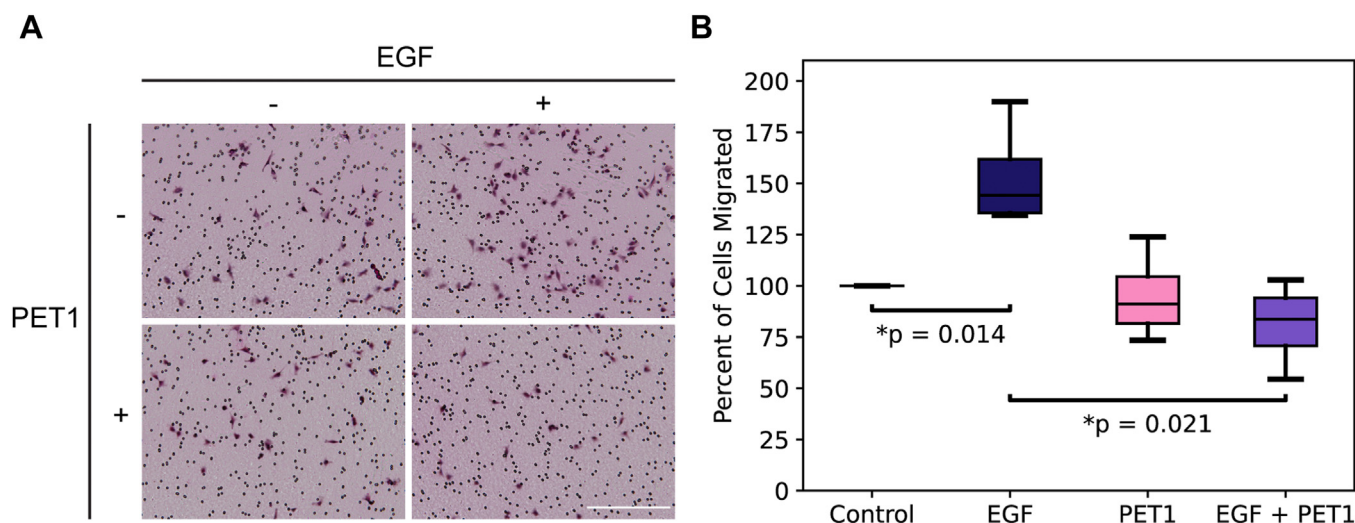 A
EGF
-
+
PET1
-
+
B
Percent of Cells Migrated
200
175
150
125
100
75
50
25
0
*p = 0.014
*p = 0.021
Control
EGF
PET1
EGF + PET1